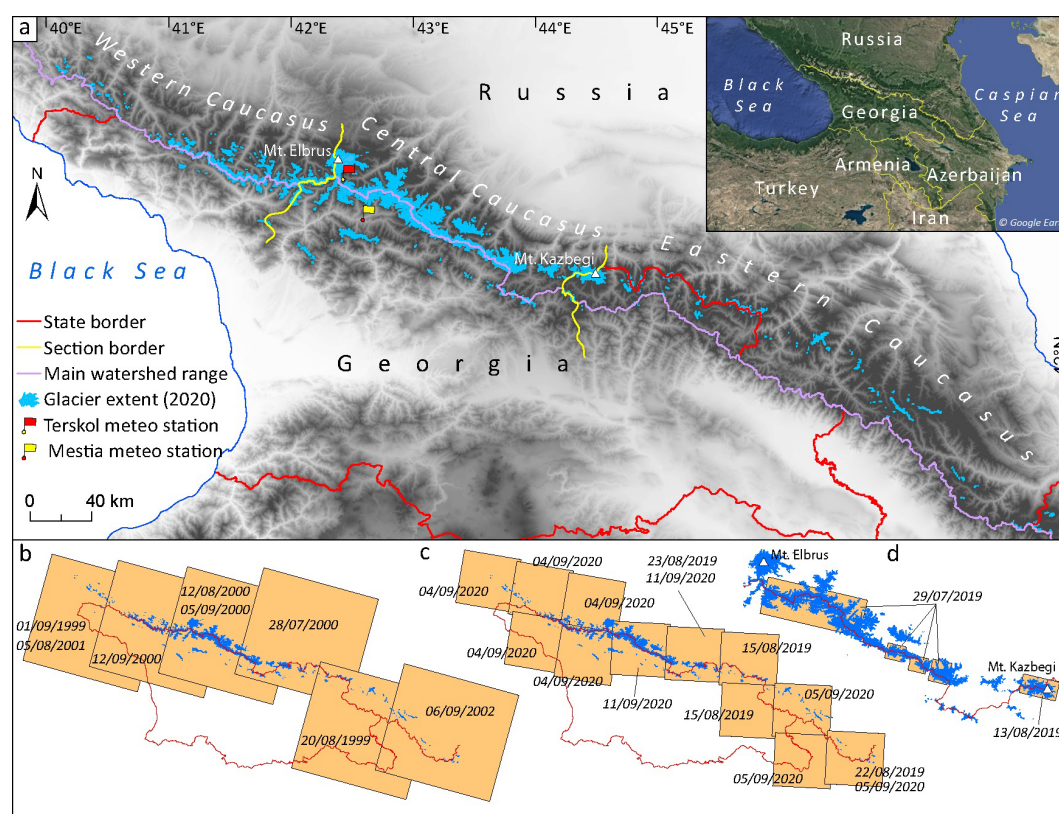 a
40°E
41°E
42°E
43°E
44°E
45°E
Western Caucasus
Central Caucasus
Eastern Caucasus
Russia
Mt. Elbrus
Mt. Kazbegi
N
Black Sea
Georgia
State border
Section border
Main watershed range
Glacier extent (2020)
Terskol meteo station
Mestia meteo station
0 40 km
Russia
Black
Sea
Georgia
Caspian
Sea
Armenia
Azerbaijan
Turkey
Iran
© Google Eart
b
12/08/2000
05/09/2000
28/07/2000
01/09/1999
05/08/2001
12/09/2000
06/09/2002
20/08/1999
c
04/09/2020
04/09/2020
04/09/2020
23/08/2019
11/09/2020
04/09/2020
04/09/2020
11/09/2020
15/08/2019
15/08/2019
05/09/2020
05/09/2020
22/08/2019
05/09/2020
d
Mt. Elbrus
29/07/2019
Mt. Kazbegi
13/08/2019